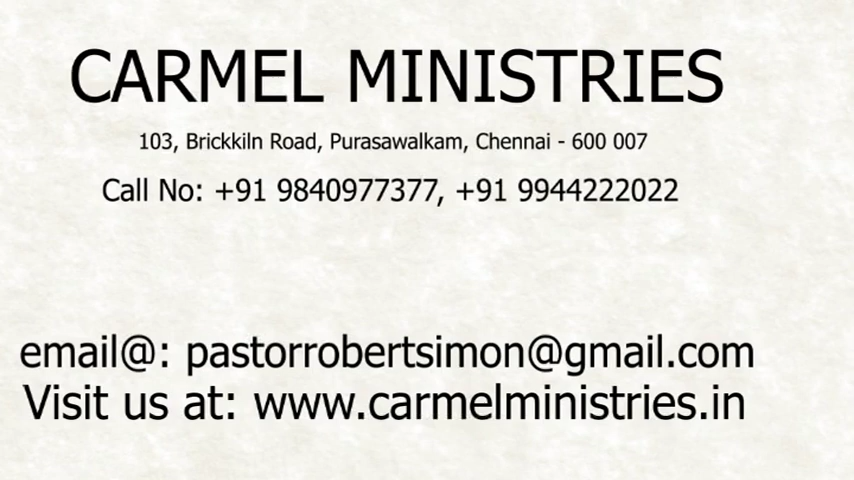 CARMEL MINISTRIES
103, Brickkiln Road, Purasawalkam, Chennai - 600 007
Call No: +91 9840977377, +91 9944222022
email@: pastorrobertsimon@gmail.com
Visit us at: www.carmelministries.in